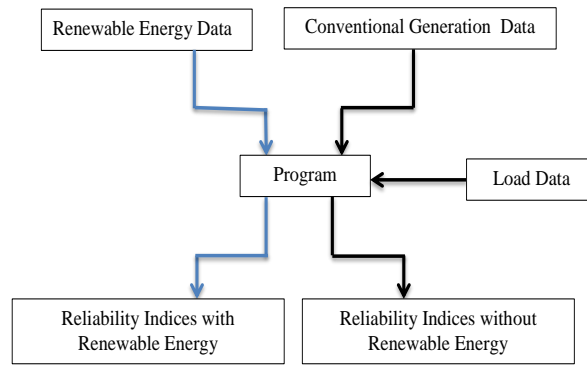 Renewable Energy Data
Conventional Generation Data
Program
Load Data
Reliability Indices with
Renewable Energy
Reliability Indices without
Renewable Energy